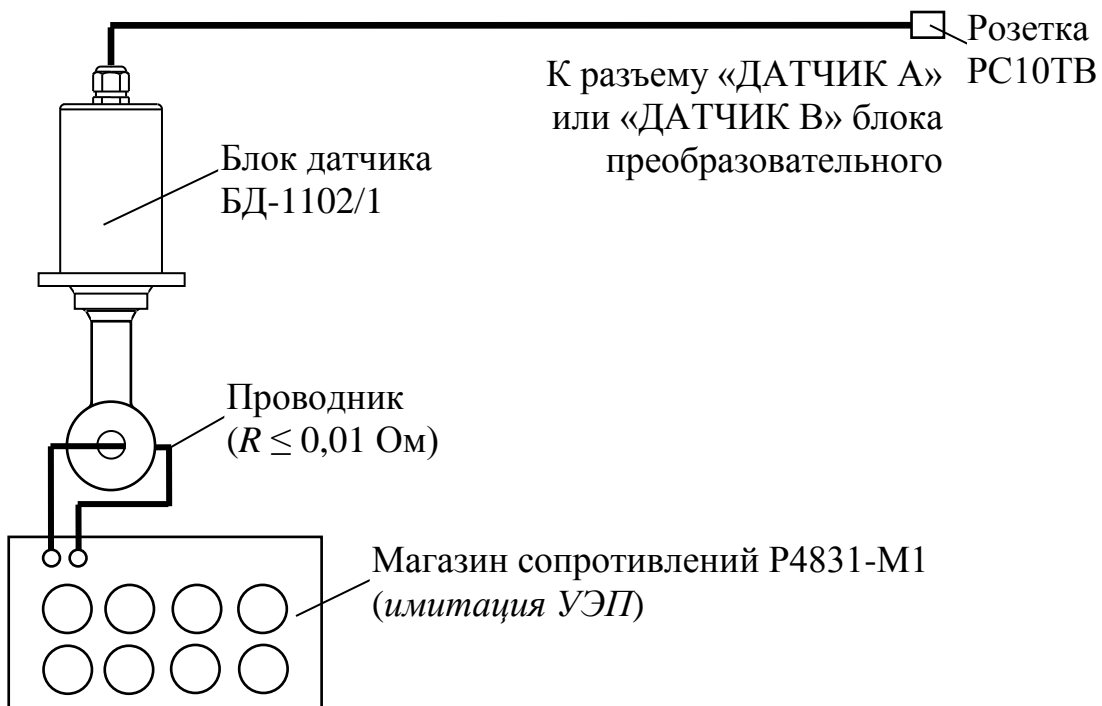 Розетка
РС10ТВ
К разъему «ДАТЧИК А»
или «ДАТЧИК В» блока
преобразовательного
Блок датчика
БД-1102/1
Проводник
(R ≤ 0,01 Ом)
Магазин сопротивлений Р4831-М1
(имитация УЭП)